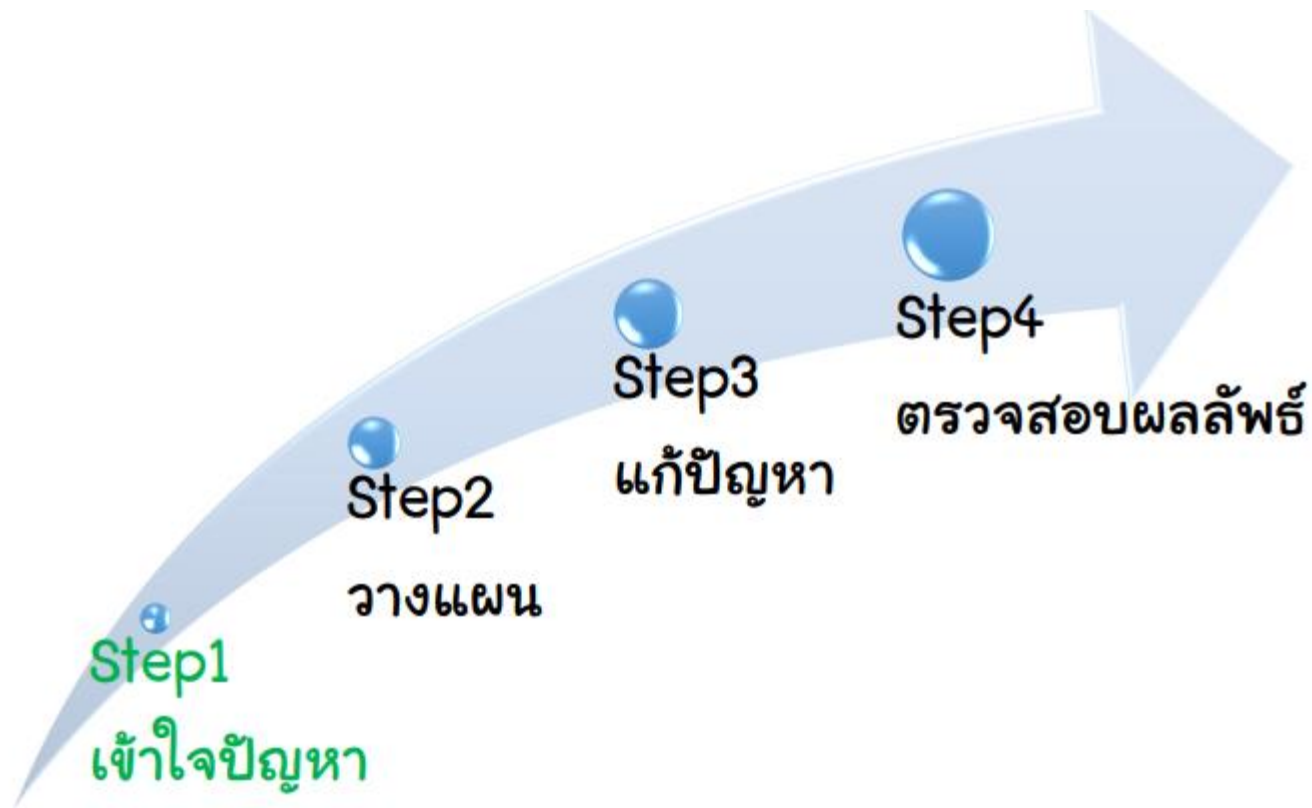 Step1
เข้าใจปัญหา
Step2
วางแผน
Step3
แก้ปัญหา
Step4
ตรวจสอบผลลัพธ์